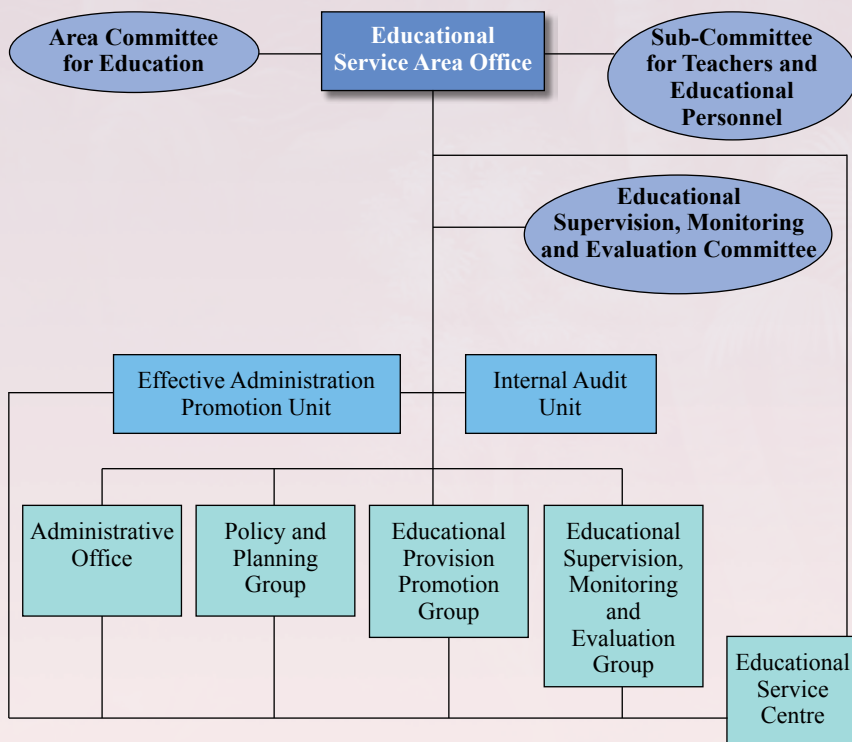 Area Committee
for Education
Educational
Service Area Office
Sub-Committee
for Teachers and
Educational
Personnel
Educational
Supervision, Monitoring
and Evaluation Committee
Effective Administration
Promotion Unit
Internal Audit
Unit
Administrative
Office
Policy and
Planning
Group
Educational
Provision
Promotion
Group
Educational
Supervision,
Monitoring
and
Evaluation
Group
Educational
Service
Centre